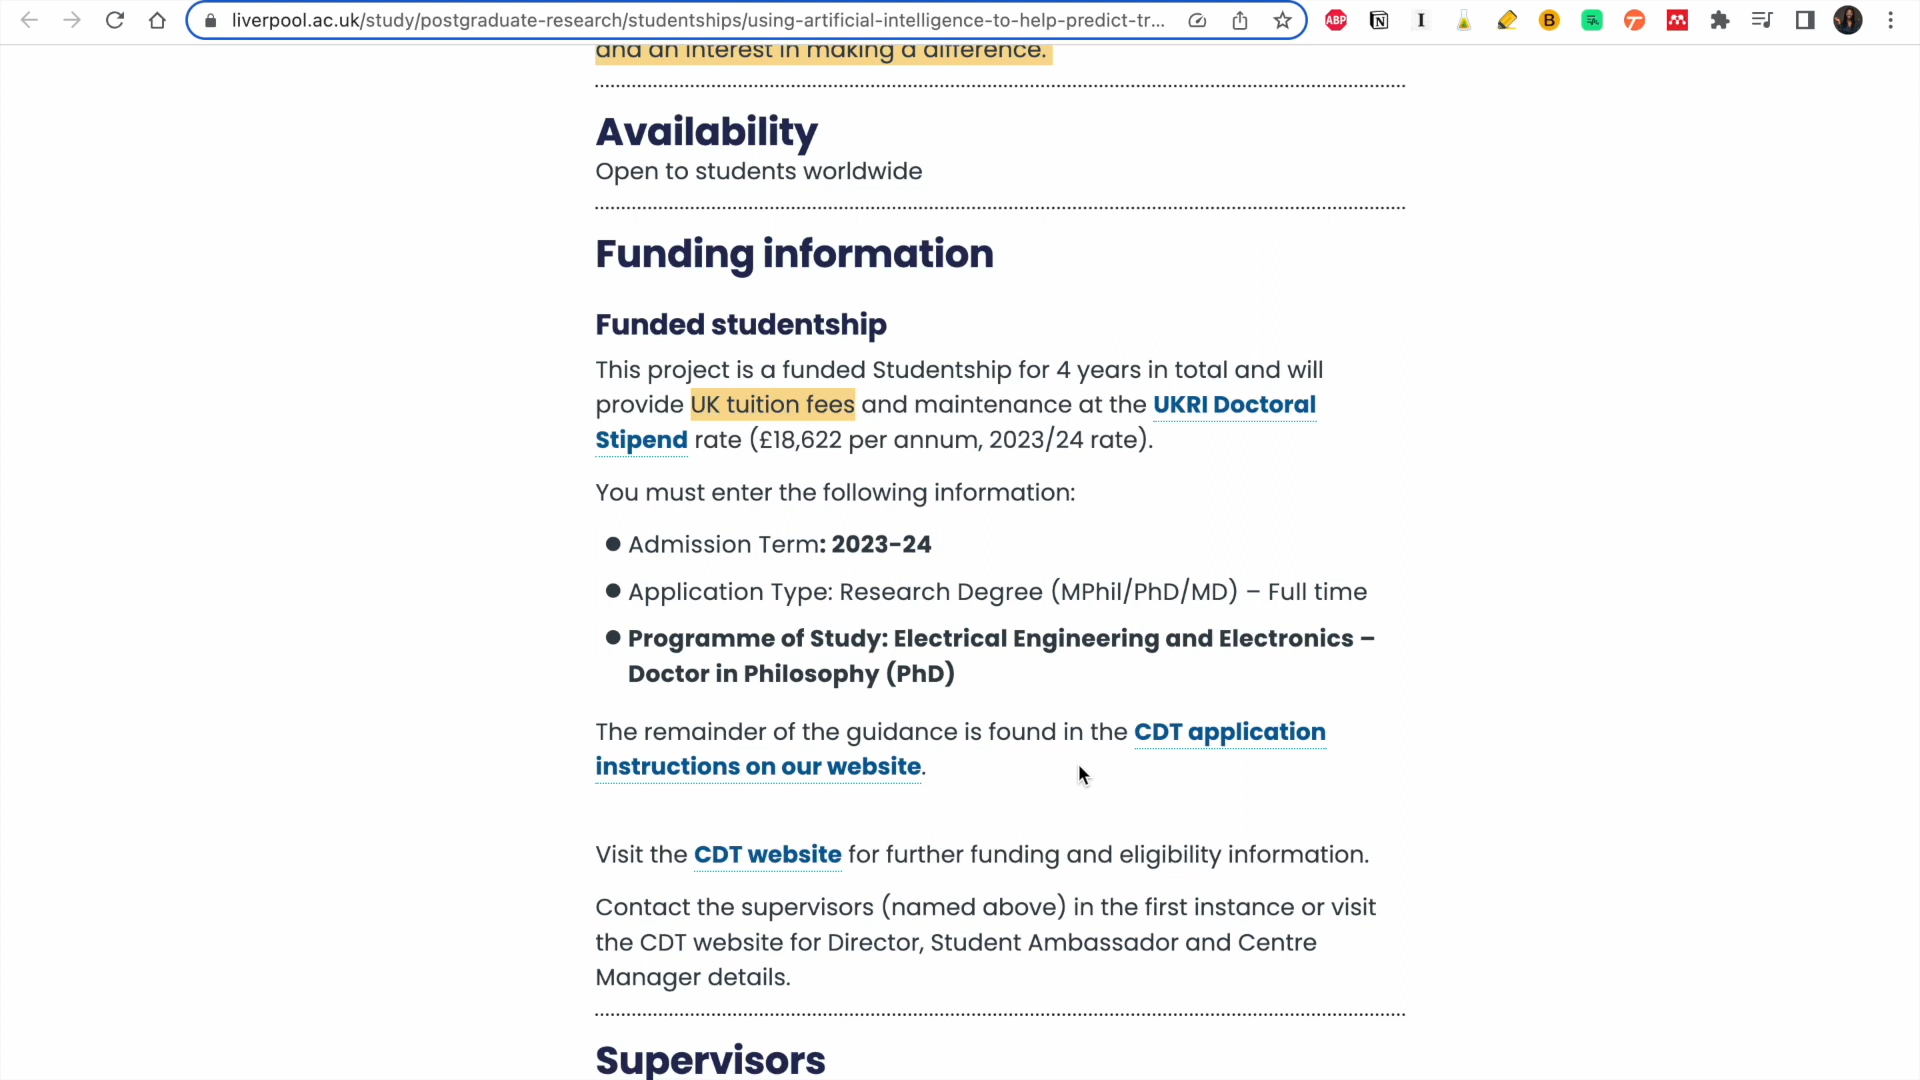 liverpool.ac.uk/study/postgraduate-research/studentships/using-artificial-intelligence-to-help-predict-tr...
ABP
N
I
B
and an interest in making a difference.
Availability
Open to students worldwide
Funding information
Funded studentship
This project is a funded Studentship for 4 years in total and will
provide UK tuition fees and maintenance at the UKRI Doctoral
Stipend rate (£18,622 per annum, 2023/24 rate).
You must enter the following information:
● Admission Term: 2023-24
● Application Type: Research Degree (MPhil/PhD/MD) – Full time
● Programme of Study: Electrical Engineering and Electronics –
Doctor in Philosophy (PhD)
The remainder of the guidance is found in the CDT application
instructions on our website.
Visit the CDT website for further funding and eligibility information.
Contact the supervisors (named above) in the first instance or visit
the CDT website for Director, Student Ambassador and Centre
Manager details.
Supervisors